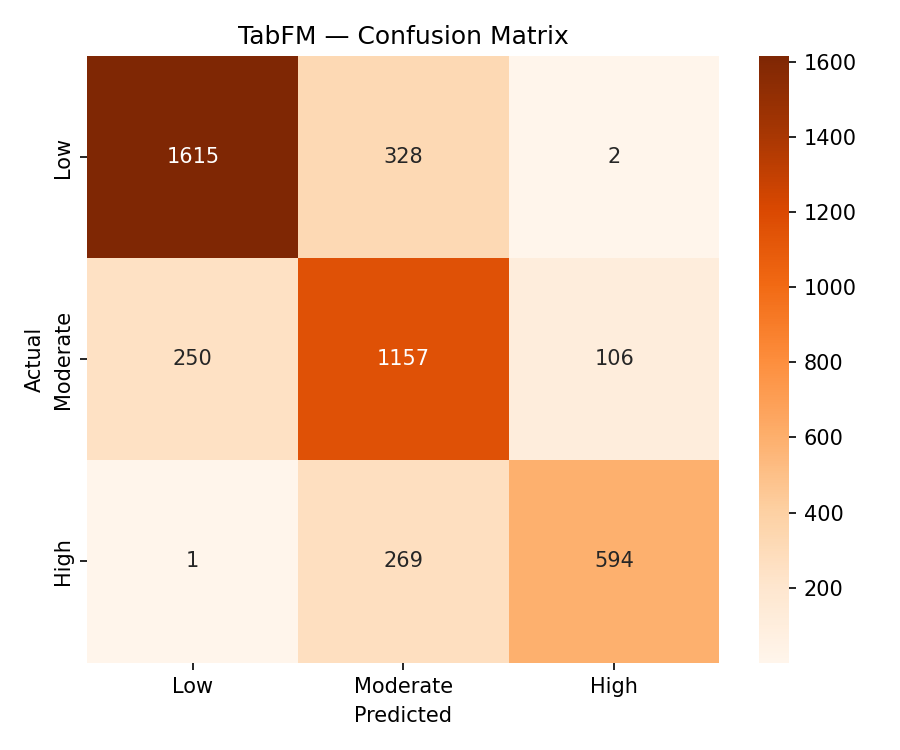 TabFM — Confusion Matrix
Actual
Low
1615 328 2
Moderate
250 1157 106
High
1 269 594
Low Moderate High
Predicted
1600
1400
1200
1000
800
600
400
200